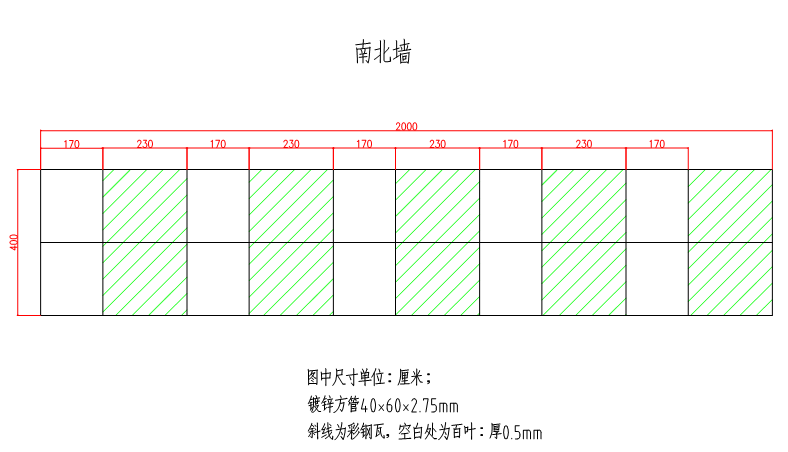 南北墙
2000
170 230 170 230 170 230 170 230 170
400
图中尺寸单位：厘米；
镀锌方管40×60×2.75mm
斜线为彩钢瓦，空白处为百叶：厚0.5mm